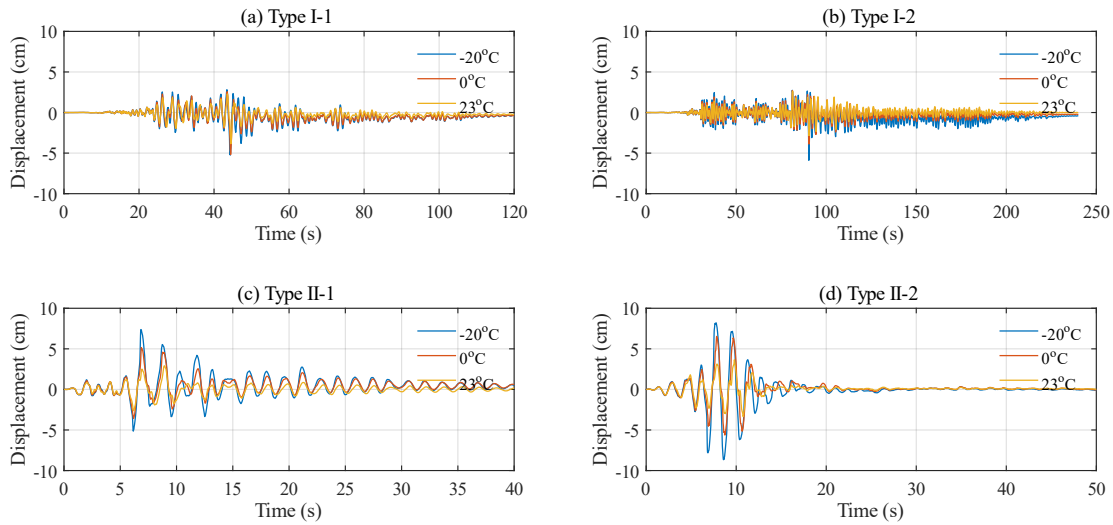 (a) Type I-1
10
5
0
-5
-10
Displacement (cm)
-20°C
0°C
23°C
0
20
40
60
80
100
120
Time (s)
(b) Type I-2
10
5
0
-5
-10
Displacement (cm)
-20°C
0°C
23°C
0
50
100
150
200
250
Time (s)
(c) Type II-1
10
5
0
-5
-10
Displacement (cm)
-20°C
0°C
23°C
0
5
10
15
20
25
30
35
40
Time (s)
(d) Type II-2
10
5
0
-5
-10
Displacement (cm)
-20°C
0°C
23°C
0
10
20
30
40
50
Time (s)